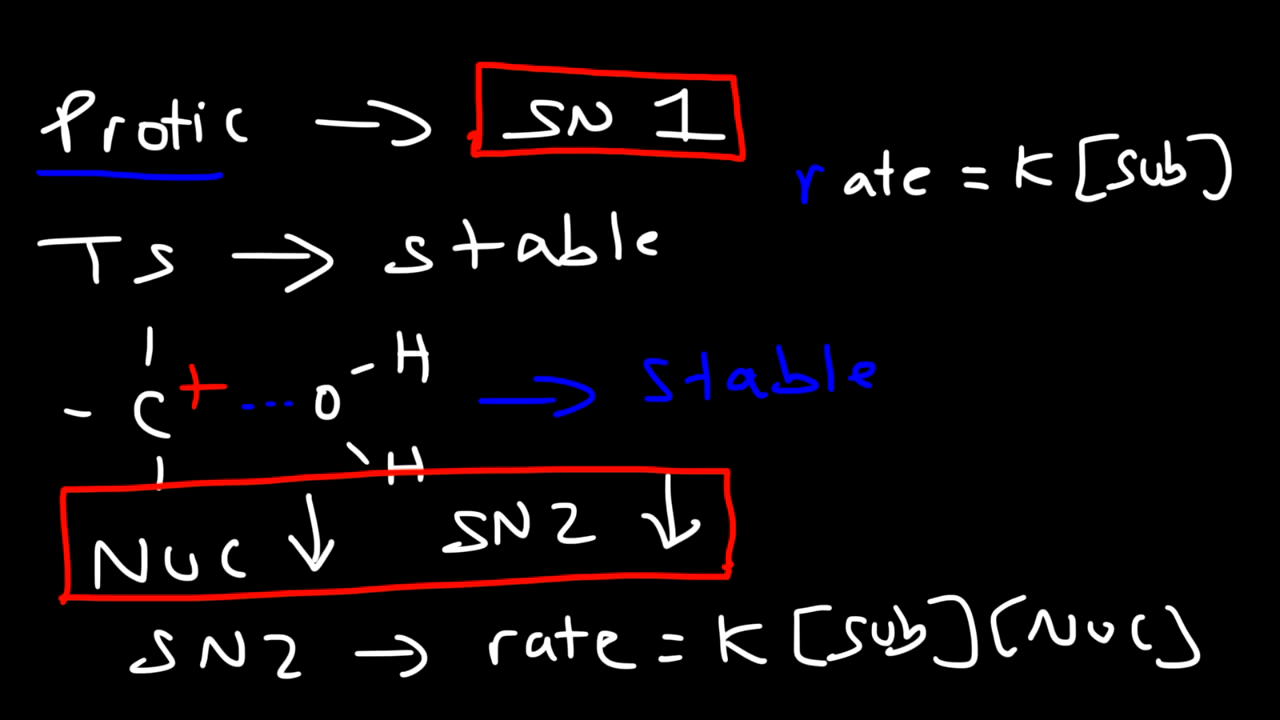 Protic → SN 1
rate = K [Sub]
Ts → stable
- C + ... O - H → stable
H
Nuc ↓ SN2 ↓
SN2 → rate = K [Sub] [Nuc]